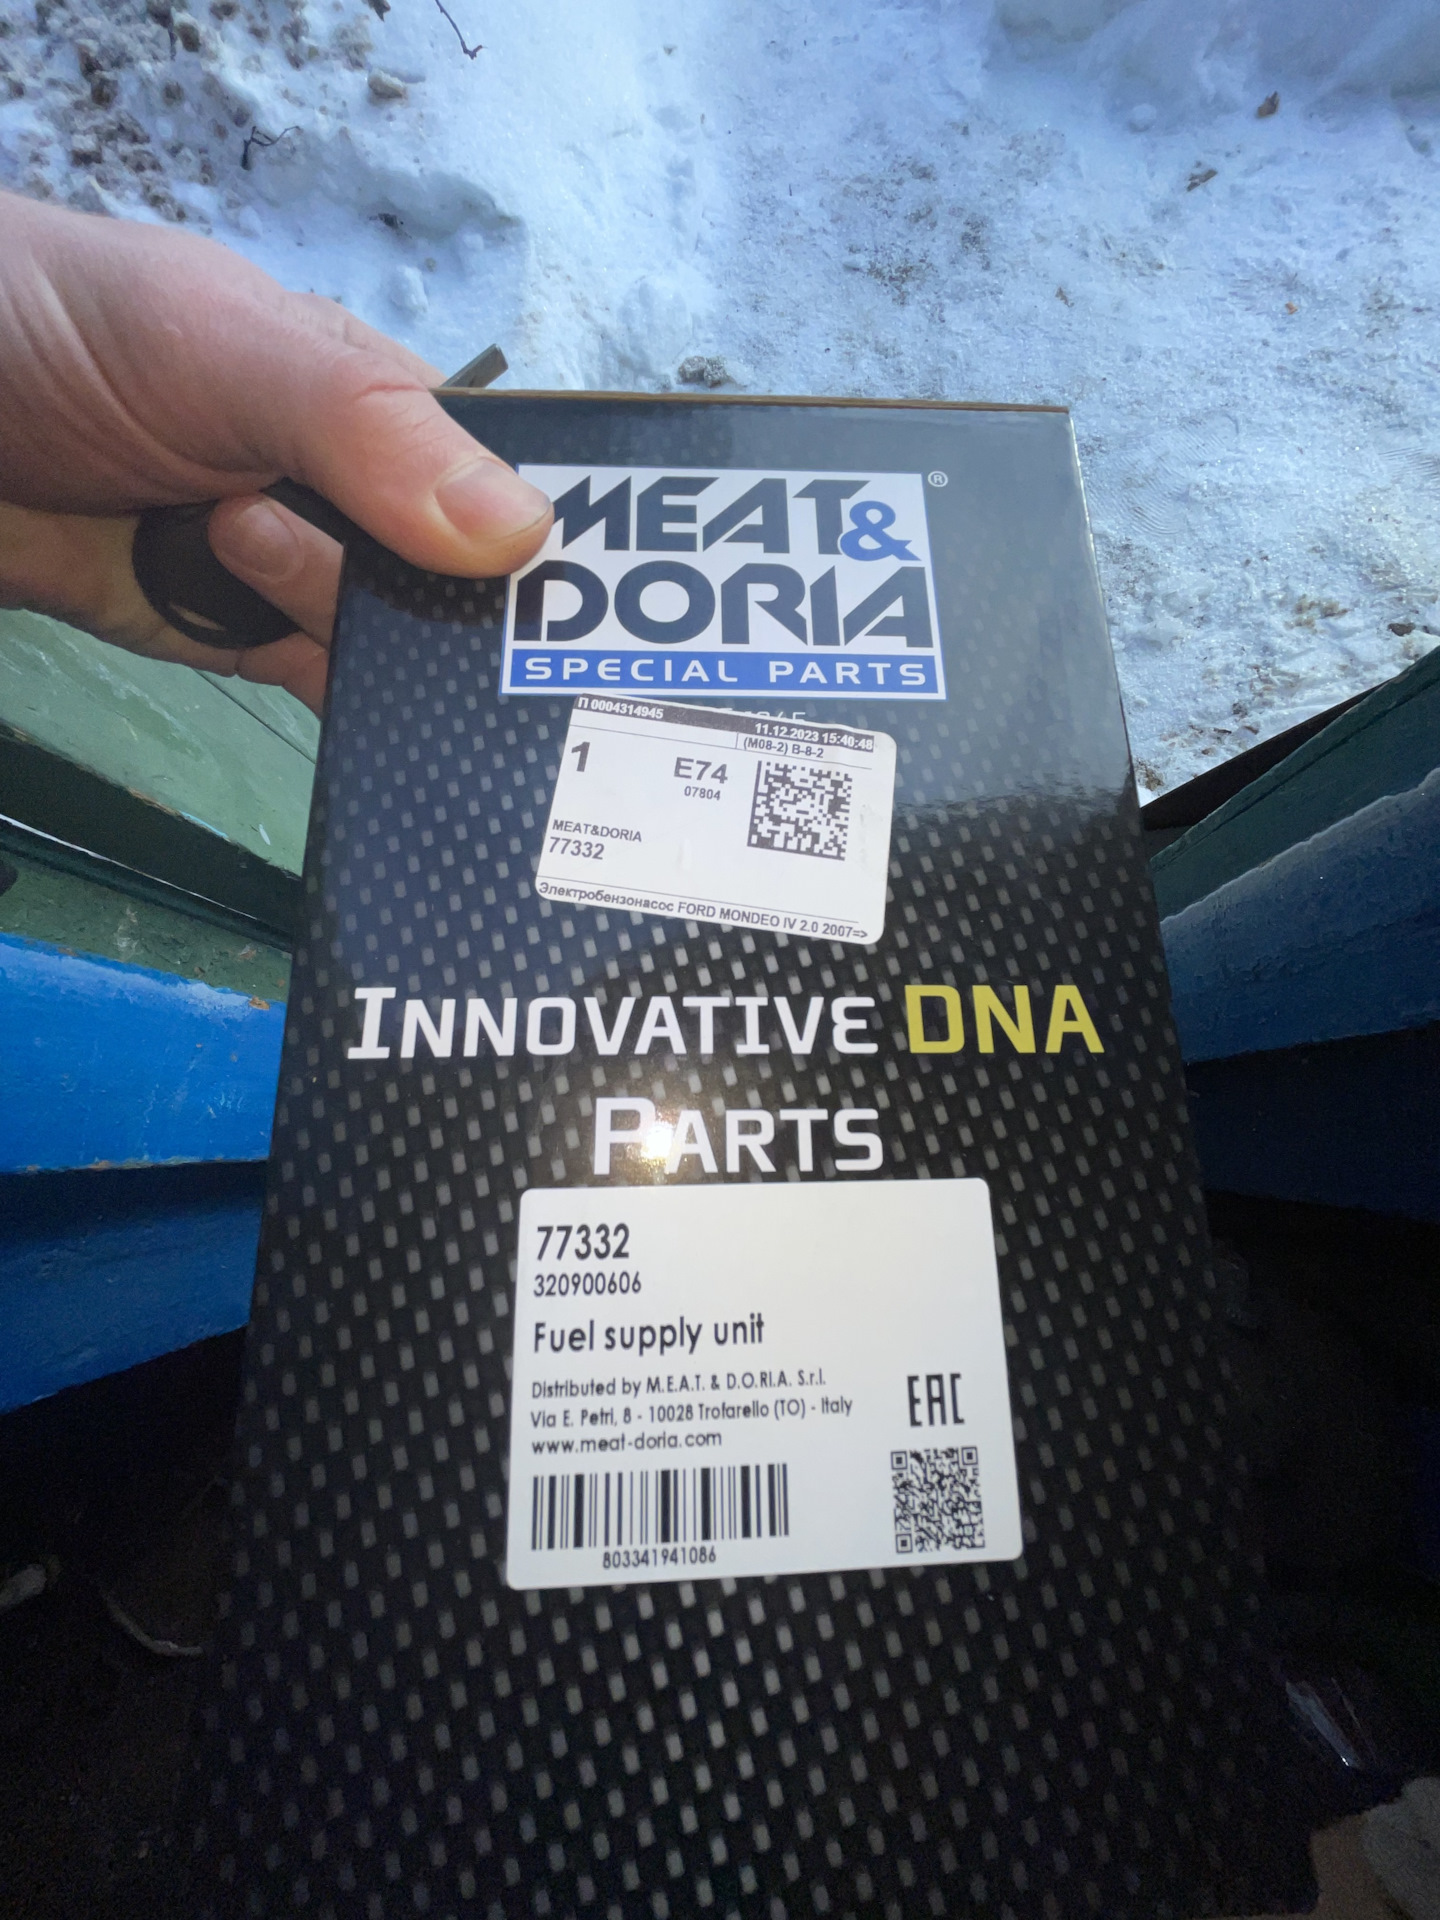 MEAT&
DORIA
®
SPECIAL PARTS
П 0004314945
11.12.2023 15:40:48
(M08-2) B-8-2
1
E74
07804
MEAT&DORIA
77332
Электробензонасос FORD MONDEO IV 2.0 2007=>
INNOVATIVE DNA
PARTS
77332
320900606
Fuel supply unit
Distributed by M.E.A.T. & D.O.R.I.A. S.r.l.
Via E. Petri, 8 - 10028 Trofarello (TO) - Italy
www.meat-doria.com
EAC
803341941086